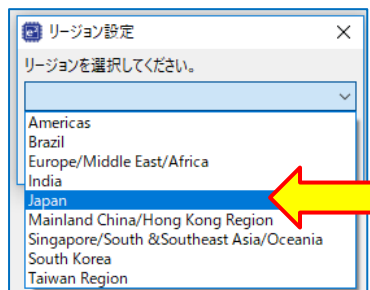 リージョン設定
リージョンを選択してください。
Americas
Brazil
Europe/Middle East/Africa
India
Japan
Mainland China/Hong Kong Region
Singapore/South &Southeast Asia/Oceania
South Korea
Taiwan Region